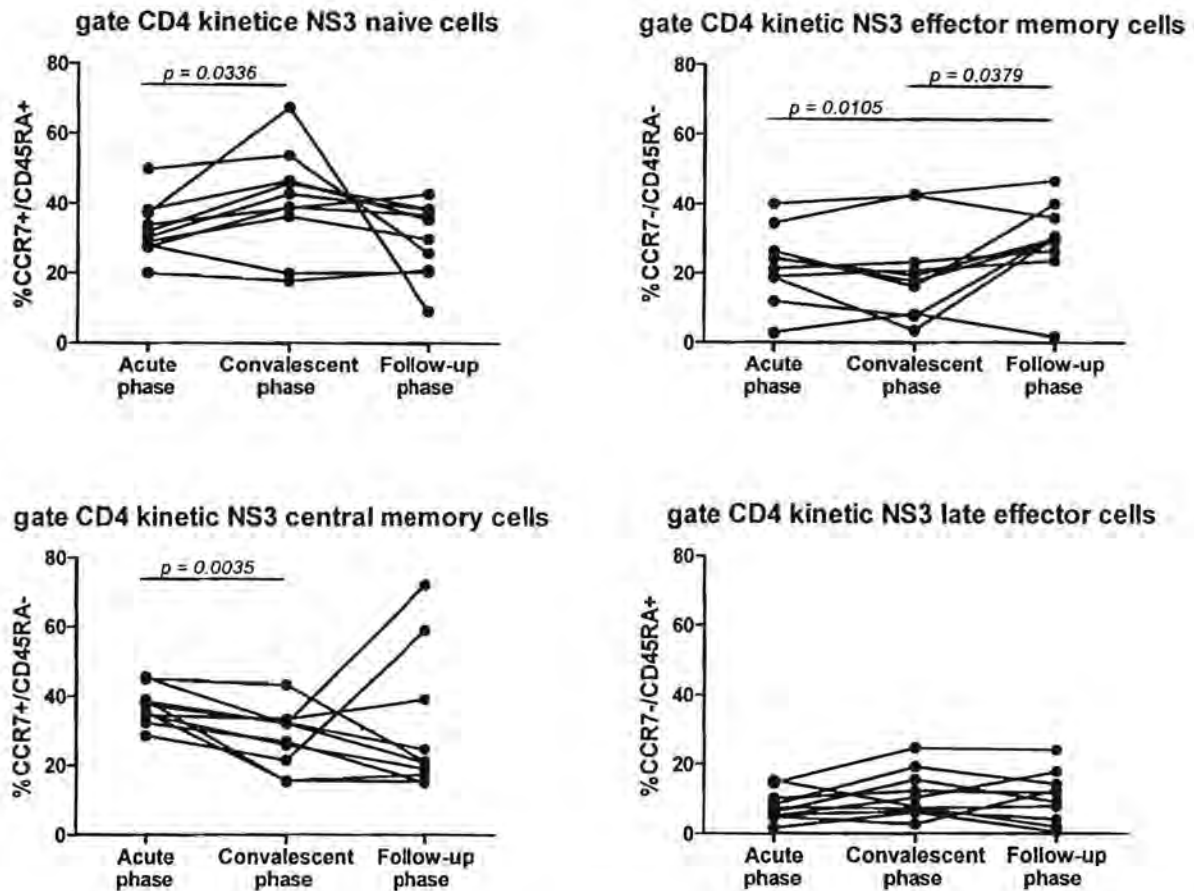 gate CD4 kinetice NS3 naive cells
p = 0.0336
%CCR7+/CD45RA+
80
60
40
20
0
Acute phase
Convalescent phase
Follow-up phase
gate CD4 kinetic NS3 effector memory cells
p = 0.0379
p = 0.0105
%CCR7-/CD45RA-
80
60
40
20
0
Acute phase
Convalescent phase
Follow-up phase
gate CD4 kinetic NS3 central memory cells
p = 0.0035
%CCR7+/CD45RA-
80
60
40
20
0
Acute phase
Convalescent phase
Follow-up phase
gate CD4 kinetic NS3 late effector cells
%CCR7-/CD45RA+
80
60
40
20
0
Acute phase
Convalescent phase
Follow-up phase